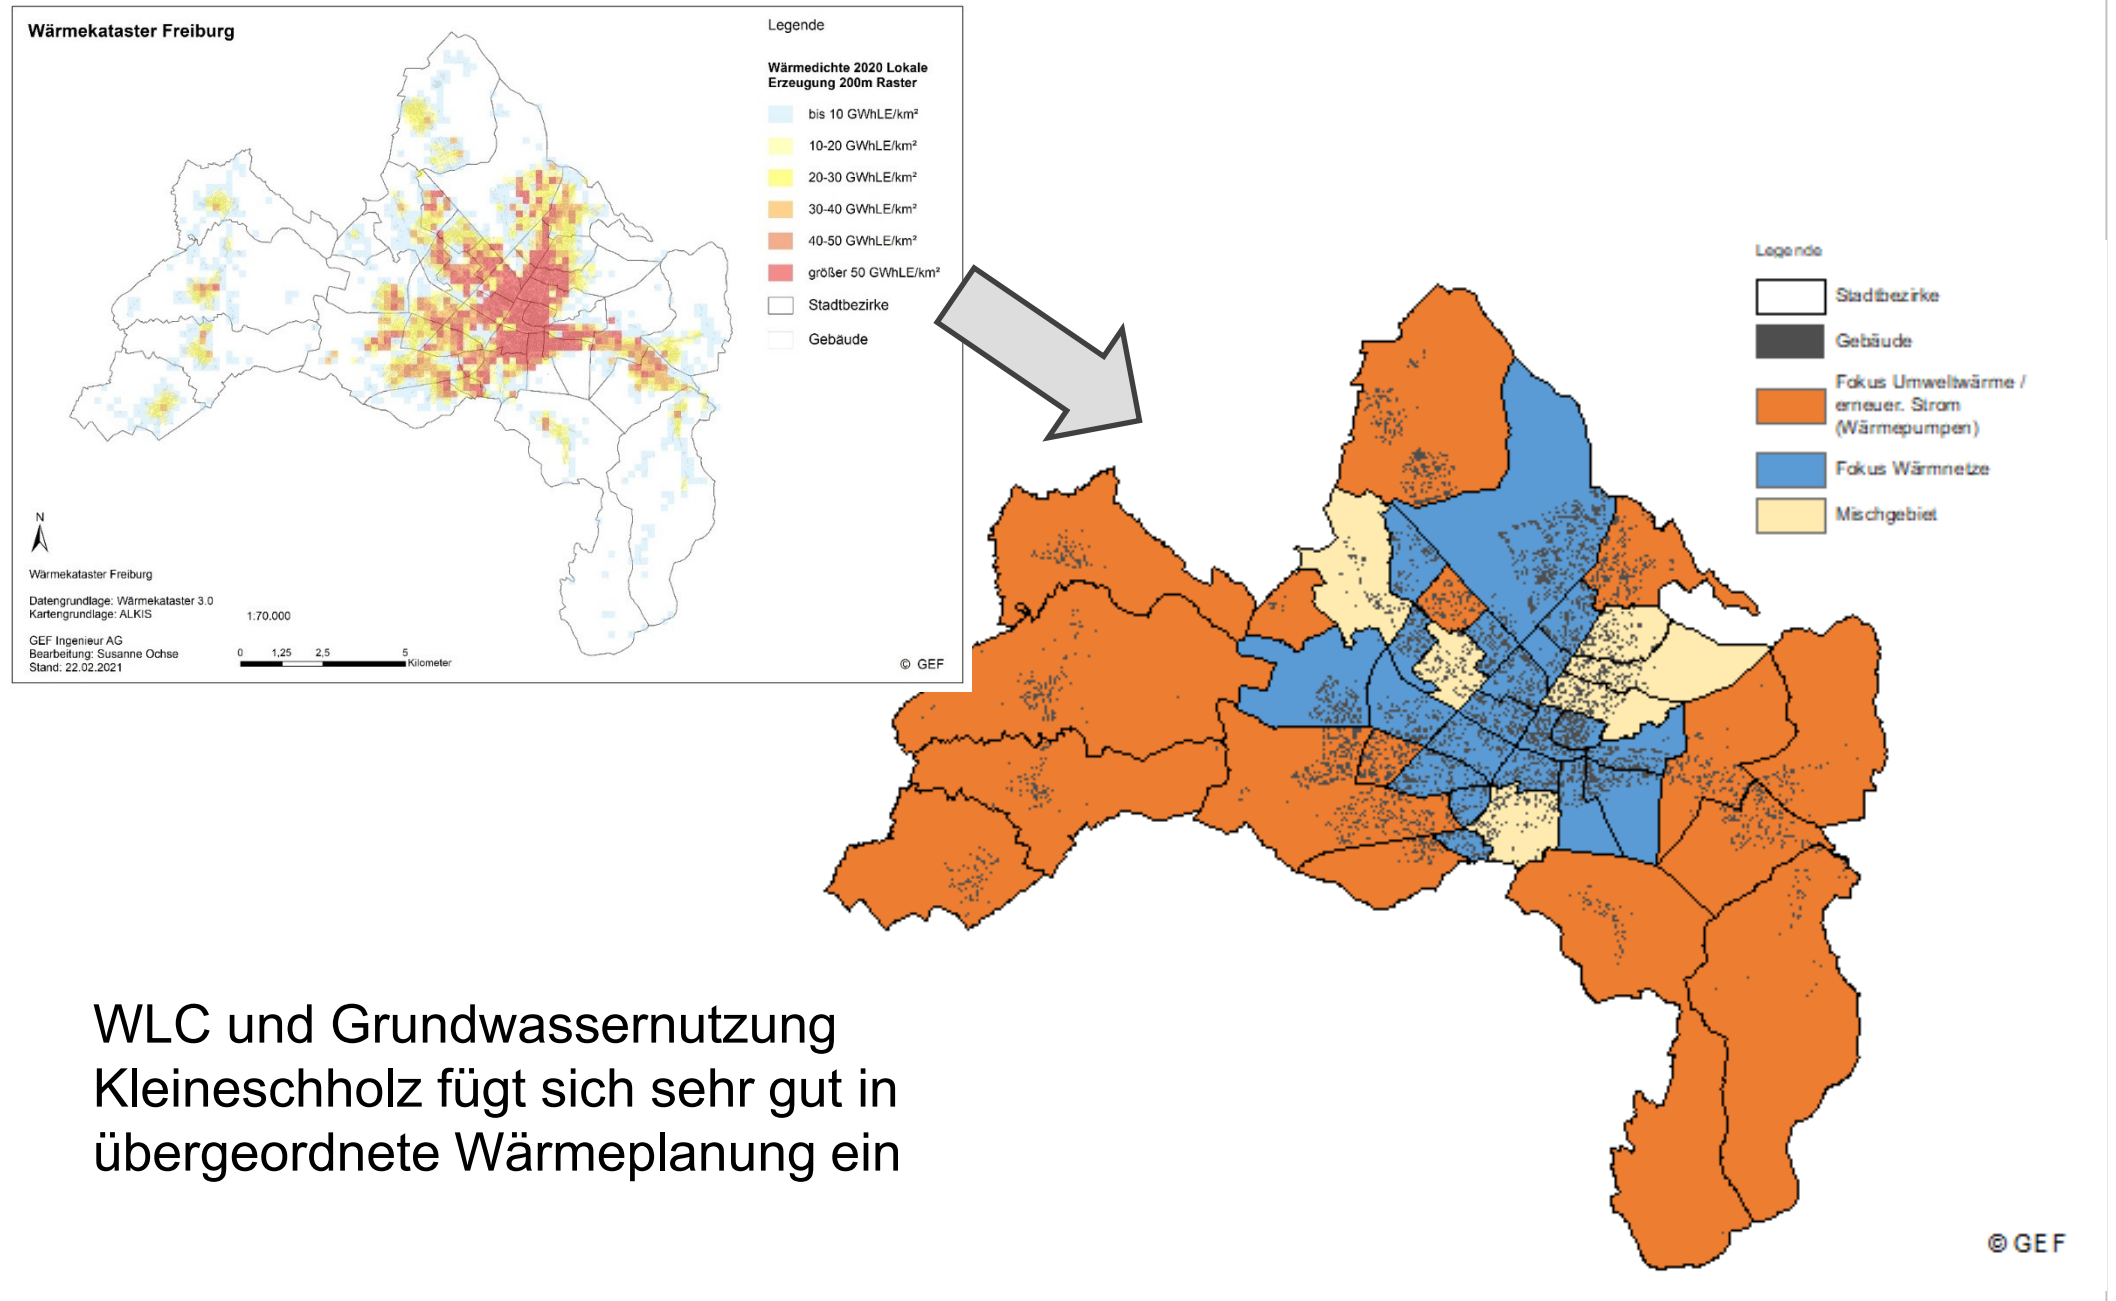 Wärmekataster Freiburg
Legende
Wärmedichte 2020 Lokale
Erzeugung 200m Raster
bis 10 GWhLE/km²
10-20 GWhLE/km²
20-30 GWhLE/km²
30-40 GWhLE/km²
40-50 GWhLE/km²
größer 50 GWhLE/km²
Stadtbezirke
Gebäude
N
Wärmekataster Freiburg
Datengrundlage: Wärmekataster 3.0
Kartengrundlage: ALKIS
1:70.000
GEF Ingenieur AG
Bearbeitung: Susanne Ochse
Stand: 22.02.2021
0 1,25 2,5 5
Kilometer
© GEF
Legende
Stadtbezirke
Gebäude
Fokus Umweltwärme /
erneuer. Strom
(Wärmepumpen)
Fokus Wärmnetze
Mischgebiet
WLC und Grundwassernutzung
Kleineschholz fügt sich sehr gut in
übergeordnete Wärmeplanung ein
© GEF